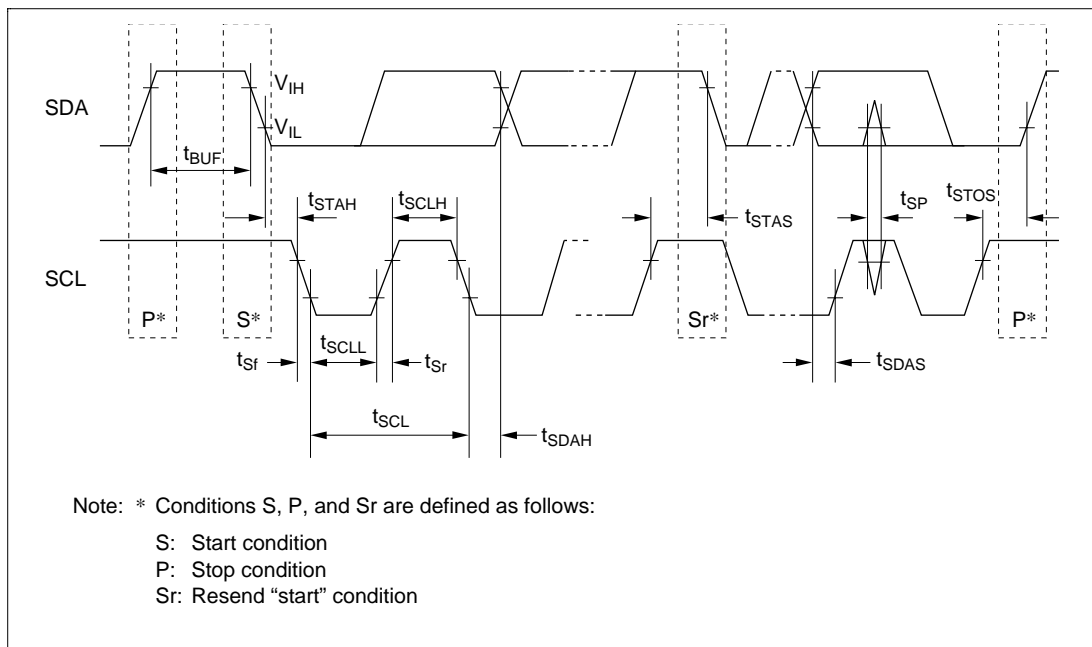 SDA
V_IH
V_IL
t_BUF
t_STAH
t_SCLH
t_STAS
t_SP
t_STOS
SCL
P*
S*
Sr*
P*
t_Sf
t_SCLL
t_Sr
t_SDAS
t_SCL
t_SDAH
Note: * Conditions S, P, and Sr are defined as follows:
S: Start condition
P: Stop condition
Sr: Resend “start” condition